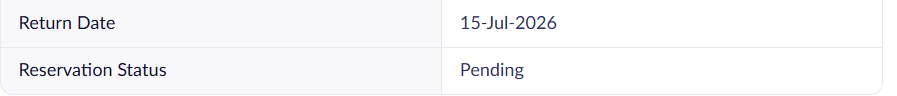 Return Date 15-Jul-2026
Reservation Status Pending